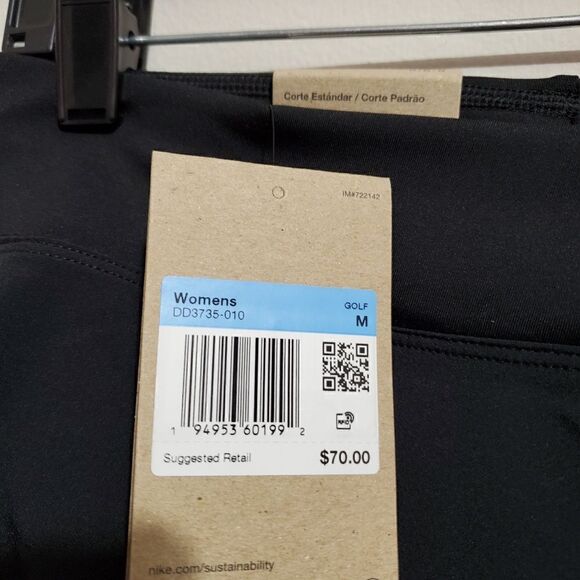 Corte Estándar / Corte Padrão
IM#722142
Womens
DD3735-010
GOLF
M
RFID
1 94953 60199 2
Suggested Retail
$70.00
nike.com/sustainability